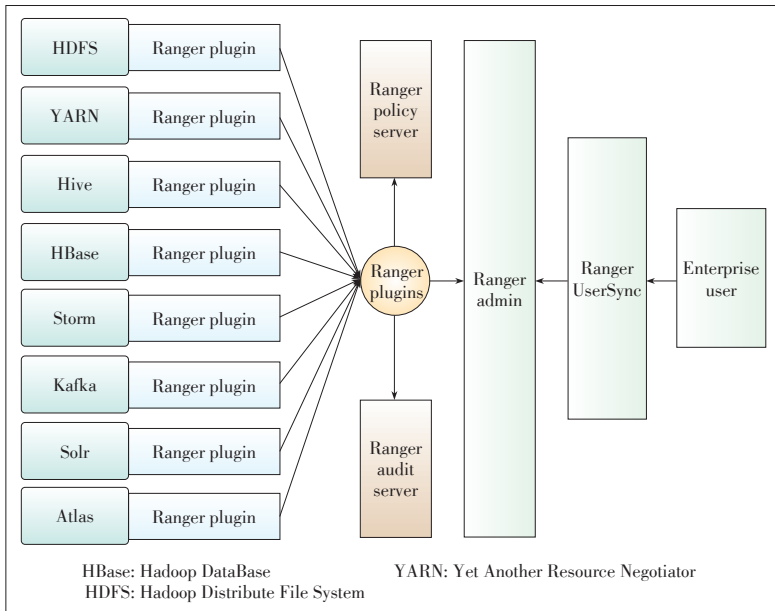 HDFS
Ranger plugin
YARN
Ranger plugin
Hive
Ranger plugin
HBase
Ranger plugin
Storm
Ranger plugin
Kafka
Ranger plugin
Solr
Ranger plugin
Atlas
Ranger plugin
Ranger
policy
server
Ranger
plugins
Ranger
audit
server
Ranger
admin
Ranger
UserSync
Enterprise
user
HBase: Hadoop DataBase
YARN: Yet Another Resource Negotiator
HDFS: Hadoop Distribute File System